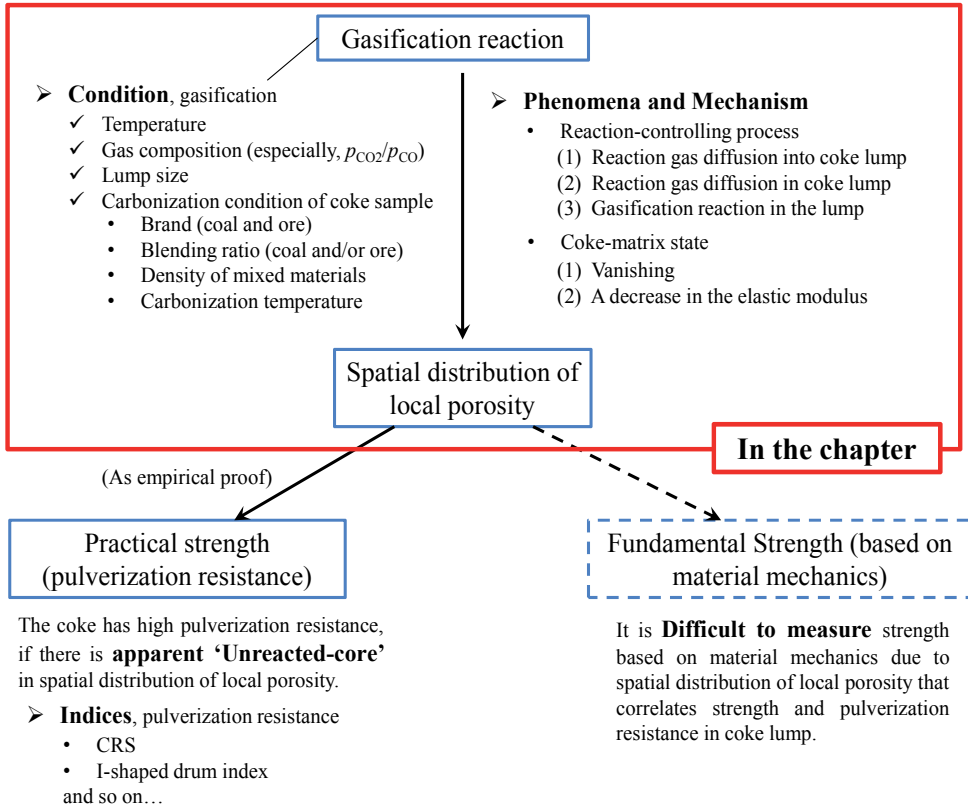 Gasification reaction
➤ Condition, gasification
✓ Temperature
✓ Gas composition (especially, pCO2/pCO)
✓ Lump size
✓ Carbonization condition of coke sample
• Brand (coal and ore)
• Blending ratio (coal and/or ore)
• Density of mixed materials
• Carbonization temperature
➤ Phenomena and Mechanism
• Reaction-controlling process
(1) Reaction gas diffusion into coke lump
(2) Reaction gas diffusion in coke lump
(3) Gasification reaction in the lump
• Coke-matrix state
(1) Vanishing
(2) A decrease in the elastic modulus
Spatial distribution of
local porosity
In the chapter
(As empirical proof)
Practical strength
(pulverization resistance)
The coke has high pulverization resistance,
if there is apparent ‘Unreacted-core’
in spatial distribution of local porosity.
➤ Indices, pulverization resistance
• CRS
• I-shaped drum index
and so on…
Fundamental Strength (based on
material mechanics)
It is Difficult to measure strength
based on material mechanics due to
spatial distribution of local porosity that
correlates strength and pulverization
resistance in coke lump.